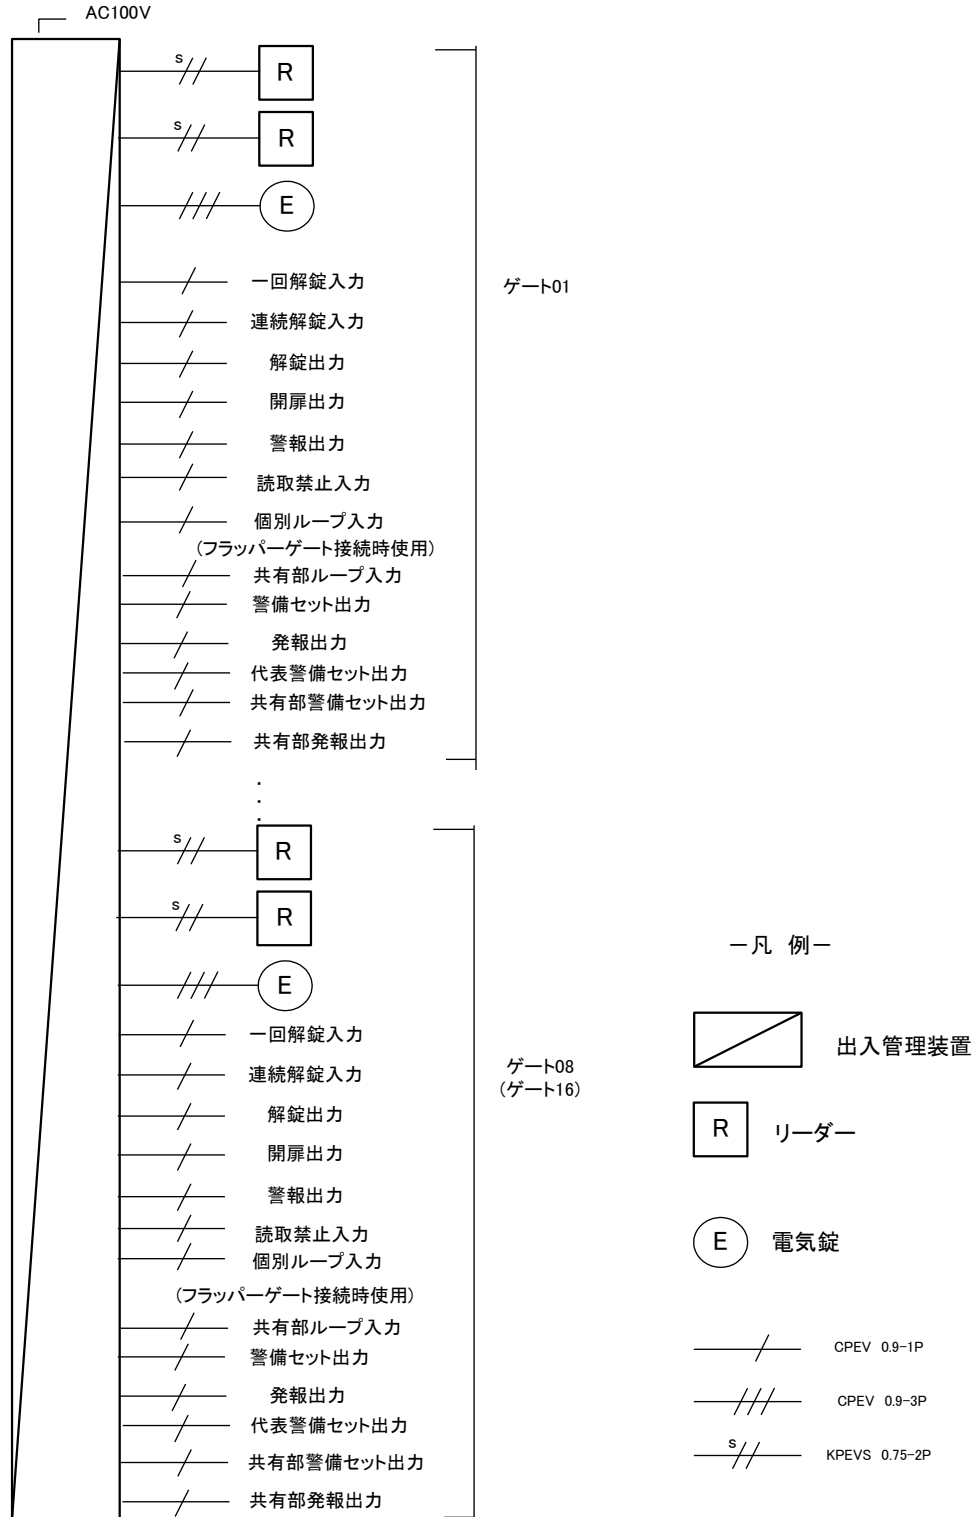 AC100V
s
R
s
R
E
一回解錠入力
連続解錠入力
解錠出力
開扉出力
警報出力
読取禁止入力
個別ループ入力
(フラッパーゲート接続時使用)
共有部ループ入力
警備セット出力
発報出力
代表警備セット出力
共有部警備セット出力
共有部発報出力
ゲート01
・
・
・
s
R
s
R
E
一回解錠入力
連続解錠入力
解錠出力
開扉出力
警報出力
読取禁止入力
個別ループ入力
(フラッパーゲート接続時使用)
共有部ループ入力
警備セット出力
発報出力
代表警備セット出力
共有部警備セット出力
共有部発報出力
ゲート08
(ゲート16)
－凡 例－
出入管理装置
R リーダー
E 電気錠
CPEV 0.9-1P
CPEV 0.9-3P
s KPEVS 0.75-2P